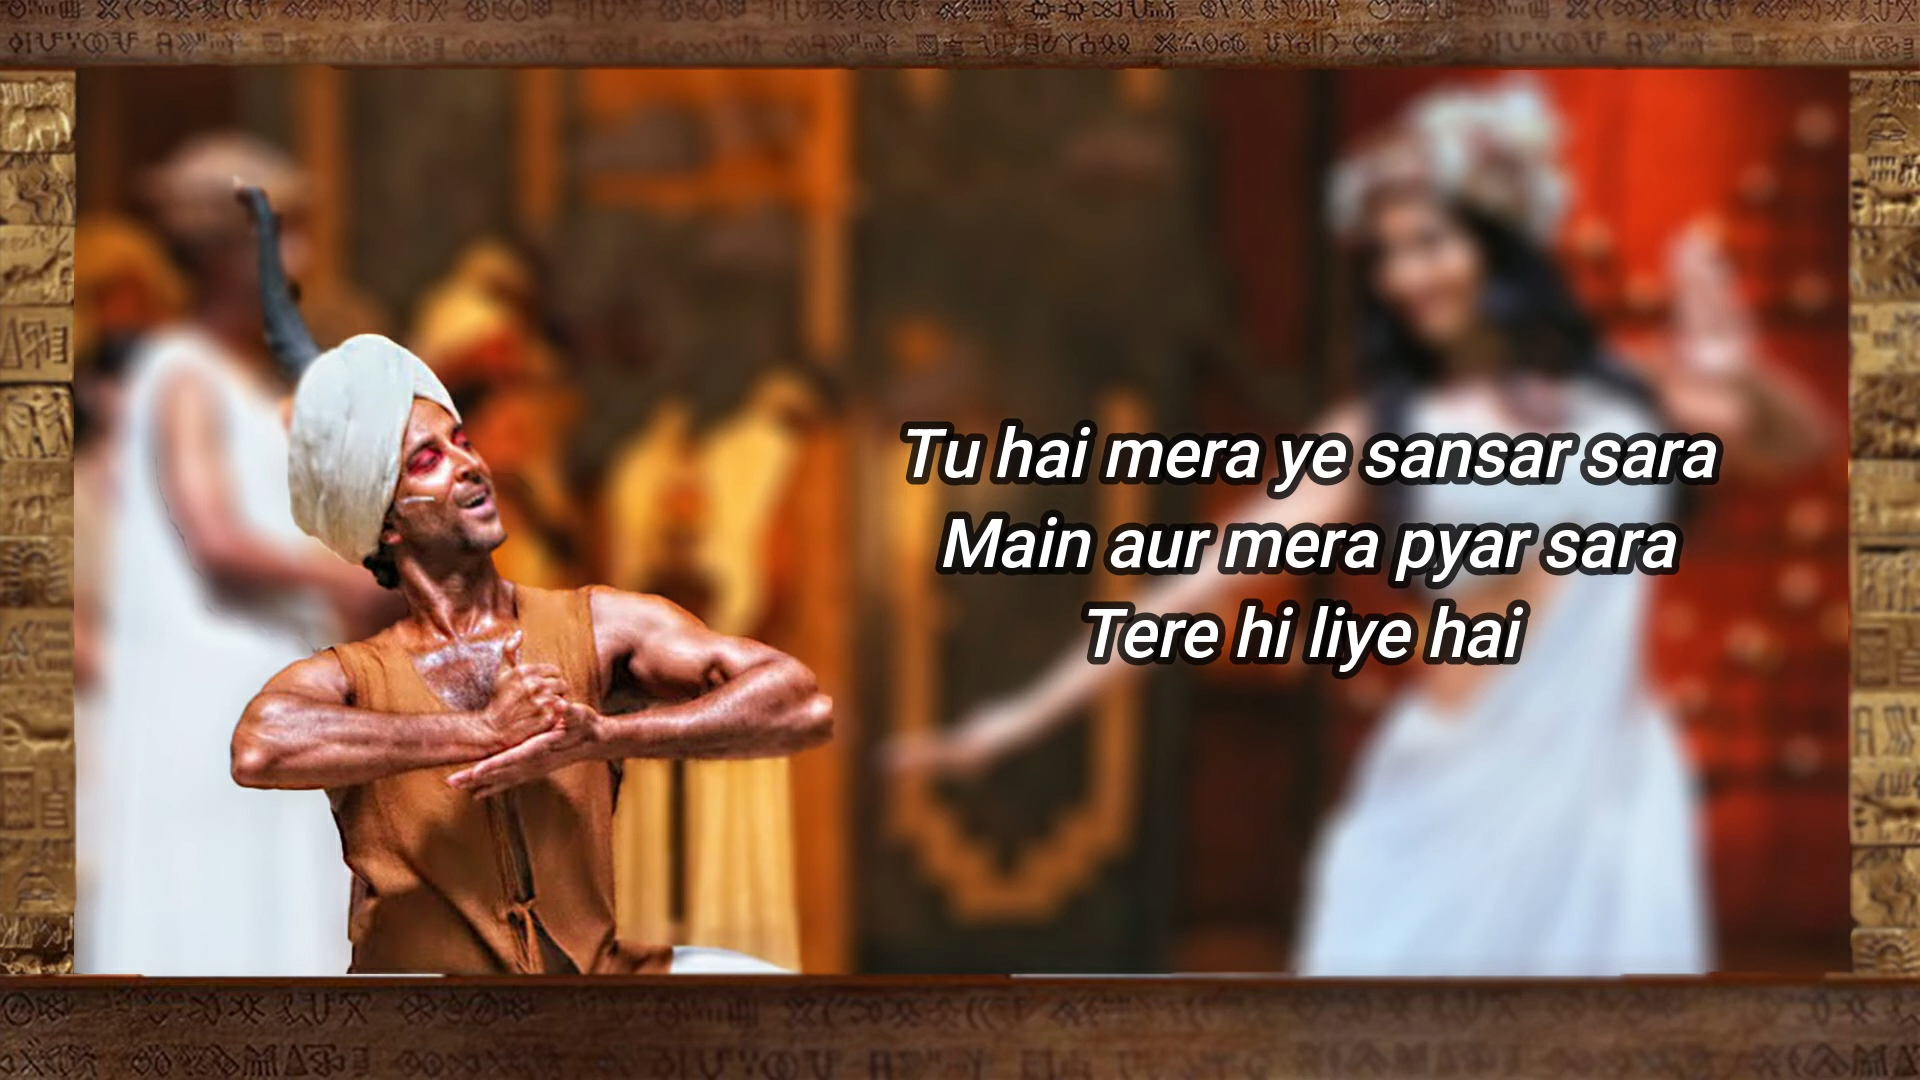 Tu hai mera ye sansar sara
Main aur mera pyar sara
Tere hi liye hai